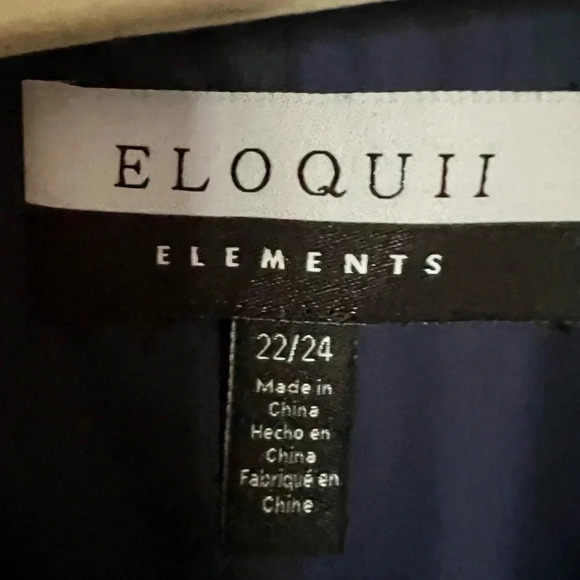 ELOQUII
ELEMENTS
22/24
Made in
China
Hecho en
China
Fabriqué en
Chine